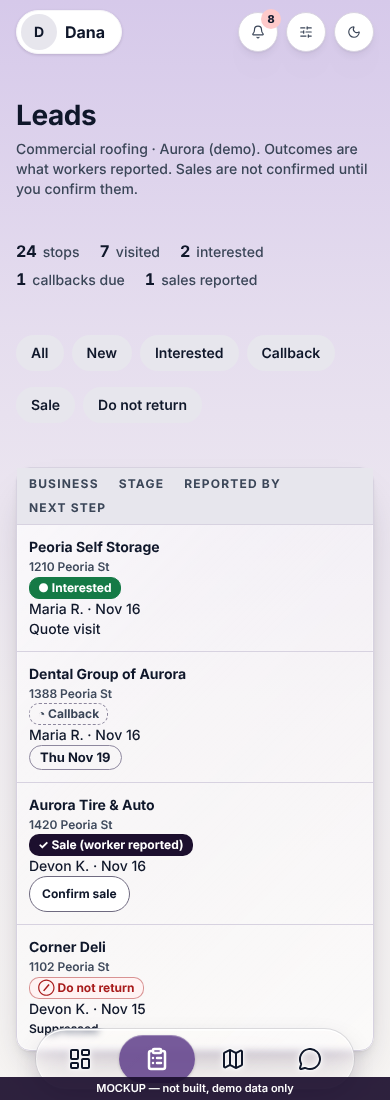 D Dana 8
Leads
Commercial roofing · Aurora (demo). Outcomes are
what workers reported. Sales are not confirmed until
you confirm them.
24 stops 7 visited 2 interested
1 callbacks due 1 sales reported
All New Interested Callback
Sale Do not return
BUSINESS STAGE REPORTED BY
NEXT STEP
Peoria Self Storage
1210 Peoria St
Interested
Maria R. · Nov 16
Quote visit
Dental Group of Aurora
1388 Peoria St
Callback
Maria R. · Nov 16
Thu Nov 19
Aurora Tire & Auto
1420 Peoria St
✓ Sale (worker reported)
Devon K. · Nov 16
Confirm sale
Corner Deli
1102 Peoria St
Do not return
Devon K. · Nov 15
Suppressed
MOCKUP — not built, demo data only